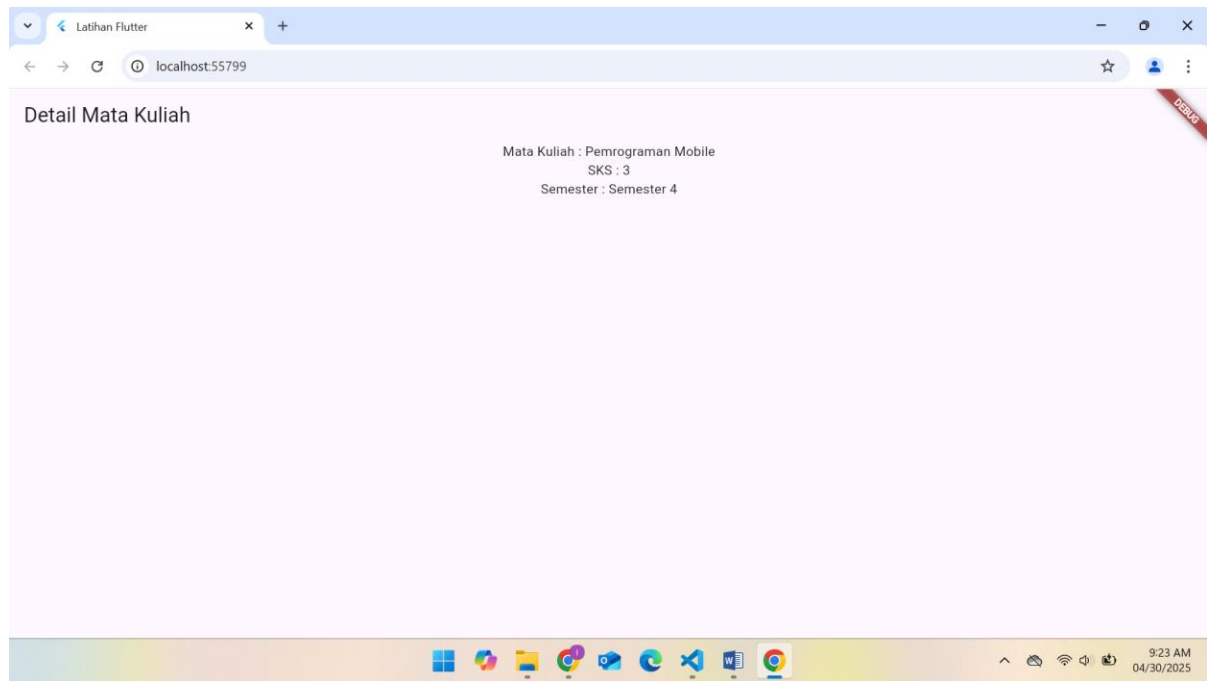 Latihan Flutter
localhost:55799
Detail Mata Kuliah
DEBUG
Mata Kuliah : Pemrograman Mobile
SKS : 3
Semester : Semester 4
9:23 AM
04/30/2025